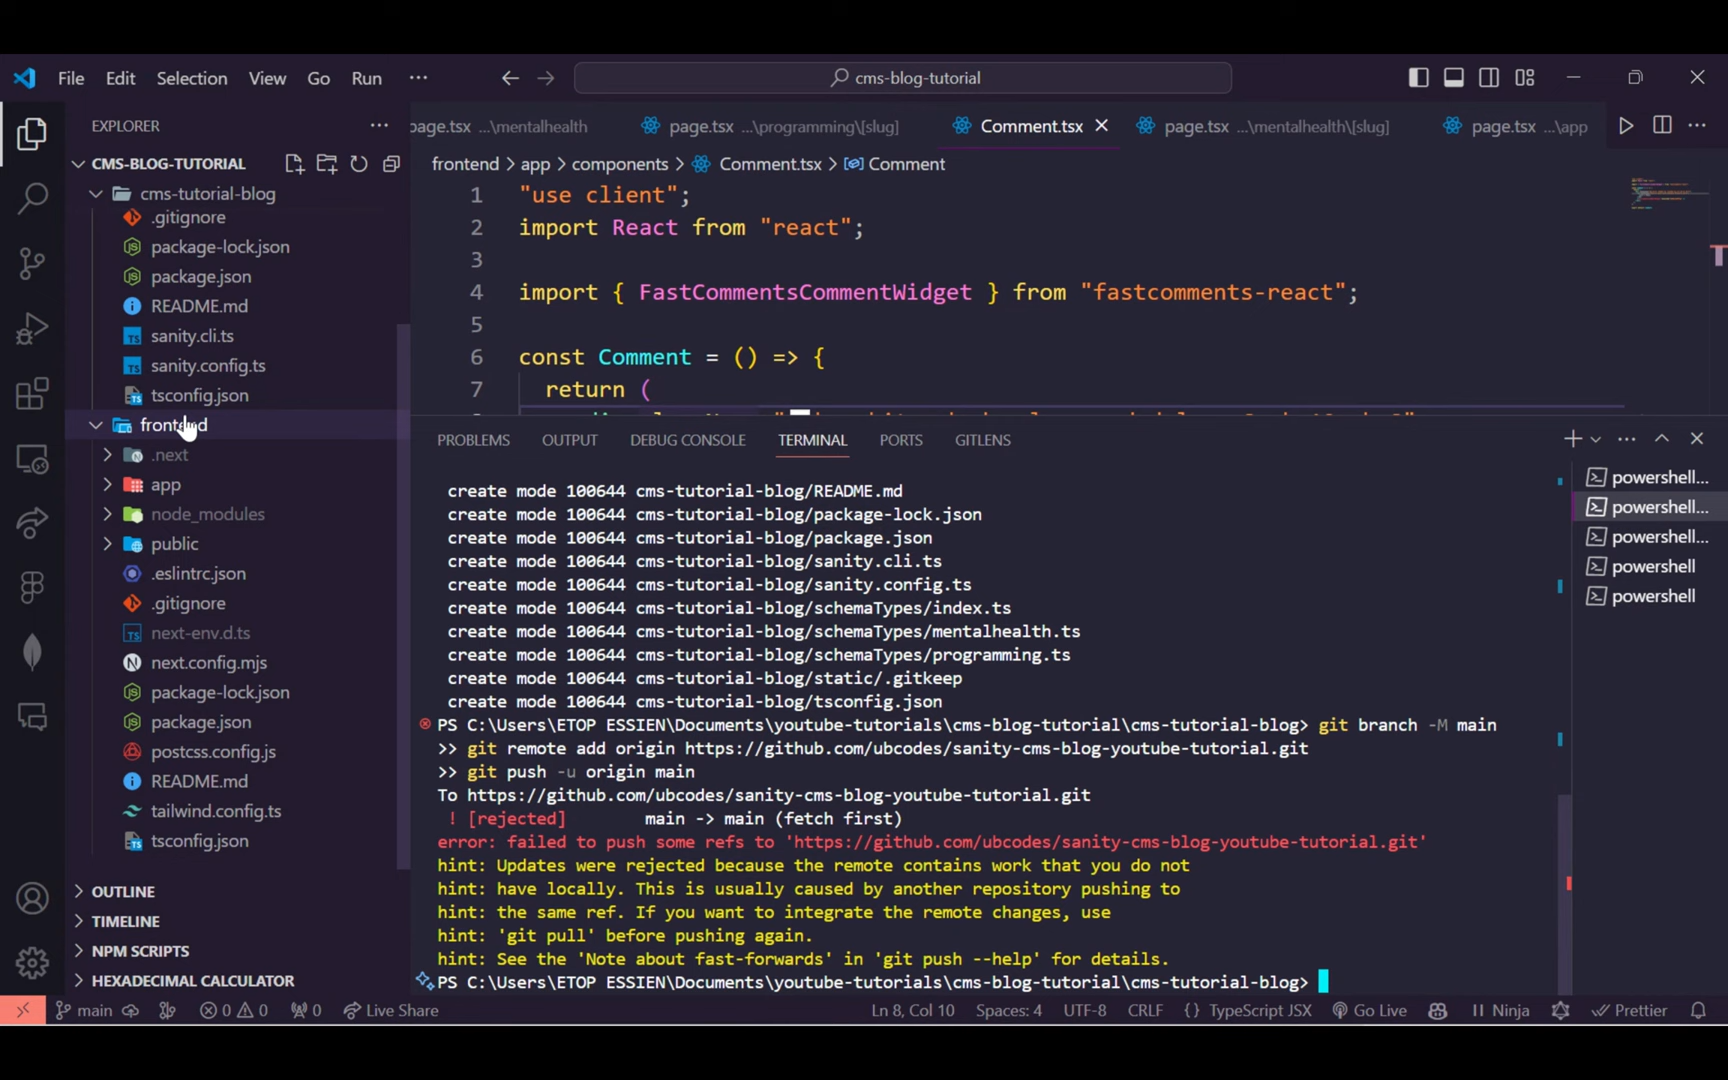 File Edit Selection View Go Run ··· cms-blog-tutorial
EXPLORER
CMS-BLOG-TUTORIAL
cms-tutorial-blog
.gitignore
package-lock.json
package.json
README.md
sanity.cli.ts
sanity.config.ts
tsconfig.json
frontend
.next
app
node_modules
public
.eslintrc.json
.gitignore
next-env.d.ts
next.config.mjs
package-lock.json
package.json
postcss.config.js
README.md
tailwind.config.ts
tsconfig.json
OUTLINE
TIMELINE
NPM SCRIPTS
HEXADECIMAL CALCULATOR
page.tsx ...\mentalhealth page.tsx ...\programming\[slug] Comment.tsx page.tsx ...\mentalhealth\[slug] page.tsx ...\app
frontend > app > components > Comment.tsx > Comment
1 "use client";
2 import React from "react";
3
4 import { FastCommentsCommentWidget } from "fastcomments-react";
5
6 const Comment = () => {
7 return (
PROBLEMS OUTPUT DEBUG CONSOLE TERMINAL PORTS GITLENS
create mode 100644 cms-tutorial-blog/README.md
create mode 100644 cms-tutorial-blog/package-lock.json
create mode 100644 cms-tutorial-blog/package.json
create mode 100644 cms-tutorial-blog/sanity.cli.ts
create mode 100644 cms-tutorial-blog/sanity.config.ts
create mode 100644 cms-tutorial-blog/schemaTypes/index.ts
create mode 100644 cms-tutorial-blog/schemaTypes/mentalhealth.ts
create mode 100644 cms-tutorial-blog/schemaTypes/programming.ts
create mode 100644 cms-tutorial-blog/static/.gitkeep
create mode 100644 cms-tutorial-blog/tsconfig.json
PS C:\Users\ETOP ESSIEN\Documents\youtube-tutorials\cms-blog-tutorial\cms-tutorial-blog> git branch -M main
>> git remote add origin https://github.com/ubcodes/sanity-cms-blog-youtube-tutorial.git
>> git push -u origin main
To https://github.com/ubcodes/sanity-cms-blog-youtube-tutorial.git
! [rejected] main -> main (fetch first)
error: failed to push some refs to 'https://github.com/ubcodes/sanity-cms-blog-youtube-tutorial.git'
hint: Updates were rejected because the remote contains work that you do not
hint: have locally. This is usually caused by another repository pushing to
hint: the same ref. If you want to integrate the remote changes, use
hint: 'git pull' before pushing again.
hint: See the 'Note about fast-forwards' in 'git push --help' for details.
PS C:\Users\ETOP ESSIEN\Documents\youtube-tutorials\cms-blog-tutorial\cms-tutorial-blog>
powershell...
powershell...
powershell...
powershell
powershell
main 0 0 0 Live Share Ln 8, Col 10 Spaces: 4 UTF-8 CRLF {} TypeScript JSX Go Live Ninja Prettier